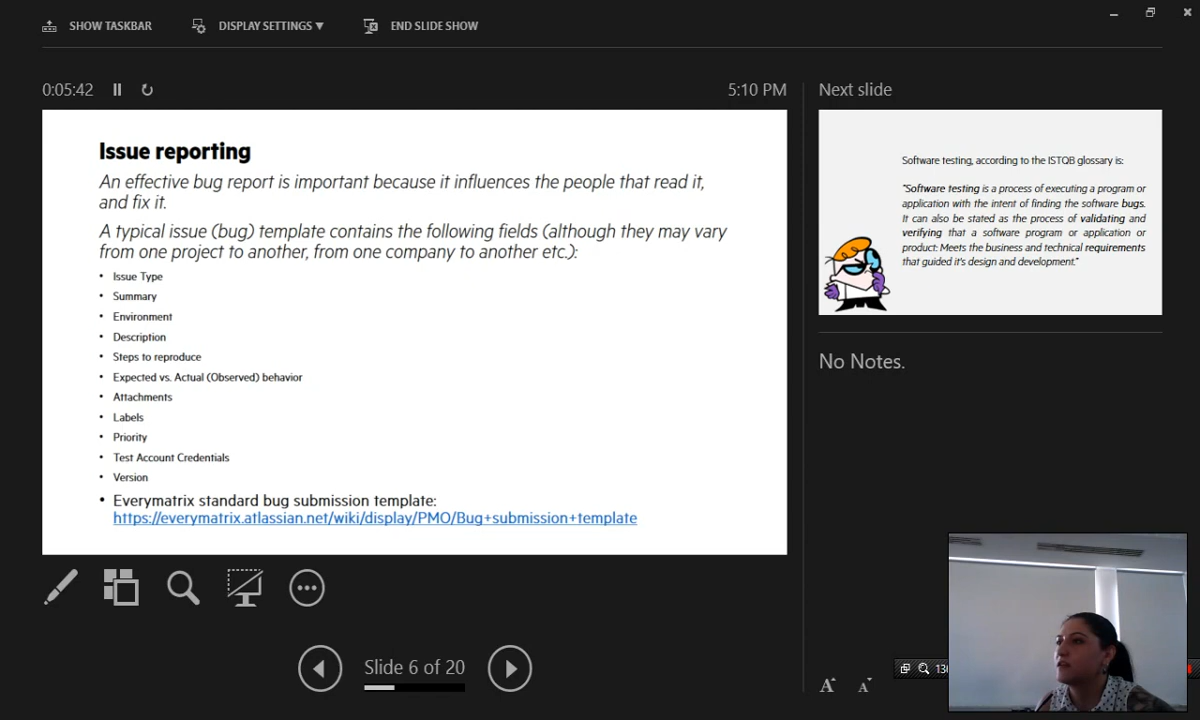 SHOW TASKBAR
DISPLAY SETTINGS ▼
END SLIDE SHOW
0:05:42
5:10 PM
Issue reporting
An effective bug report is important because it influences the people that read it,
and fix it.
A typical issue (bug) template contains the following fields (although they may vary
from one project to another, from one company to another etc.):
• Issue Type
• Summary
• Environment
• Description
• Steps to reproduce
• Expected vs. Actual (Observed) behavior
• Attachments
• Labels
• Priority
• Test Account Credentials
• Version
• Everymatrix standard bug submission template:
https://everymatrix.atlassian.net/wiki/display/PMO/Bug+submission+template
Slide 6 of 20
Next slide
Software testing, according to the ISTQB glossary is:
"Software testing is a process of executing a program or
application with the intent of finding the software bugs.
It can also be stated as the process of validating and
verifying that a software program or application or
product: Meets the business and technical requirements
that guided it's design and development."
No Notes.
A A